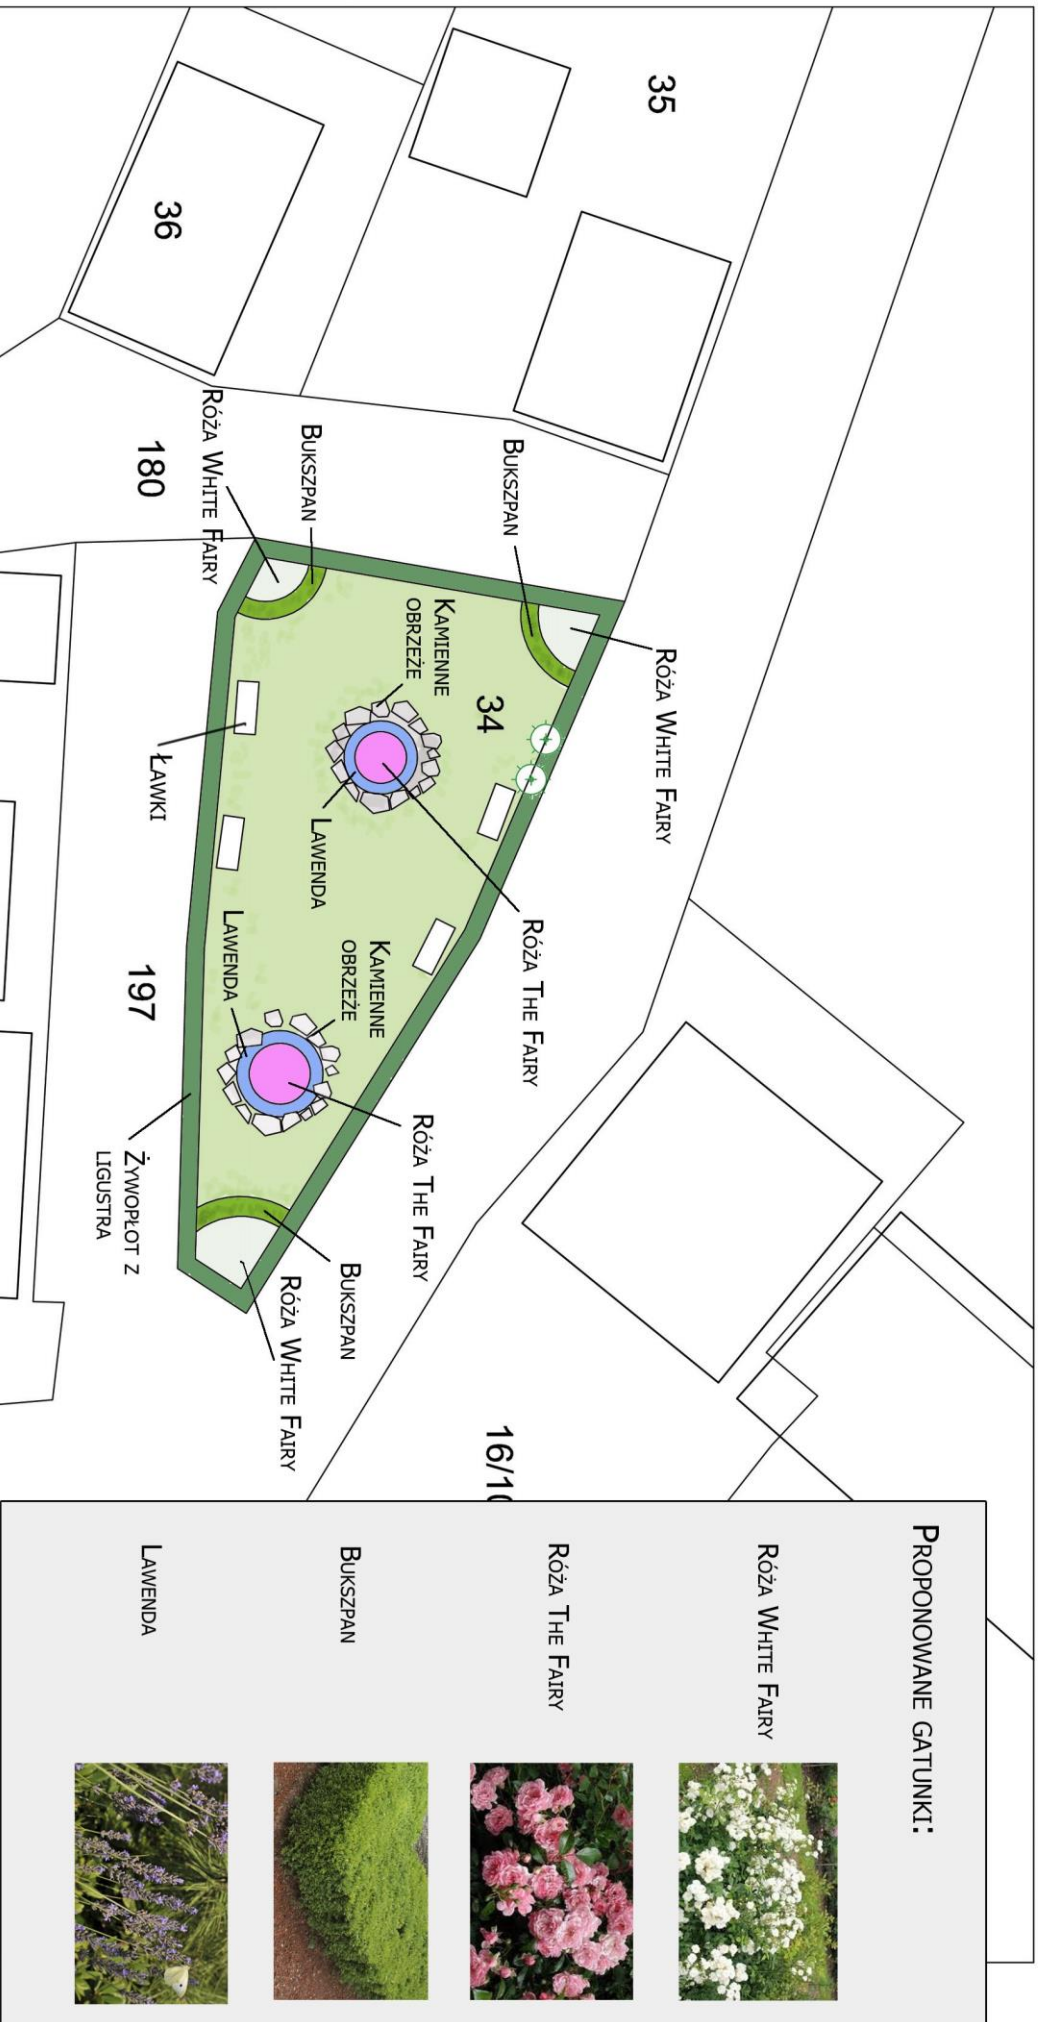 35
36
180
RÓŻA WHITE FAIRY
BUKSZPAN
BUKSZPAN
RÓŻA WHITE FAIRY
KAMIENNE
OBRZEŻE
34
ŁAWKI
LAWENDA
RÓŻA THE FAIRY
LAWENDA
KAMIENNE
OBRZEŻE
197
RÓŻA THE FAIRY
ŻYWOPŁOT Z
LIGUSTRA
BUKSZPAN
RÓŻA WHITE FAIRY
16/10
PROPONOWANE GATUNKI:
RÓŻA WHITE FAIRY
RÓŻA THE FAIRY
BUKSZPAN
LAWENDA